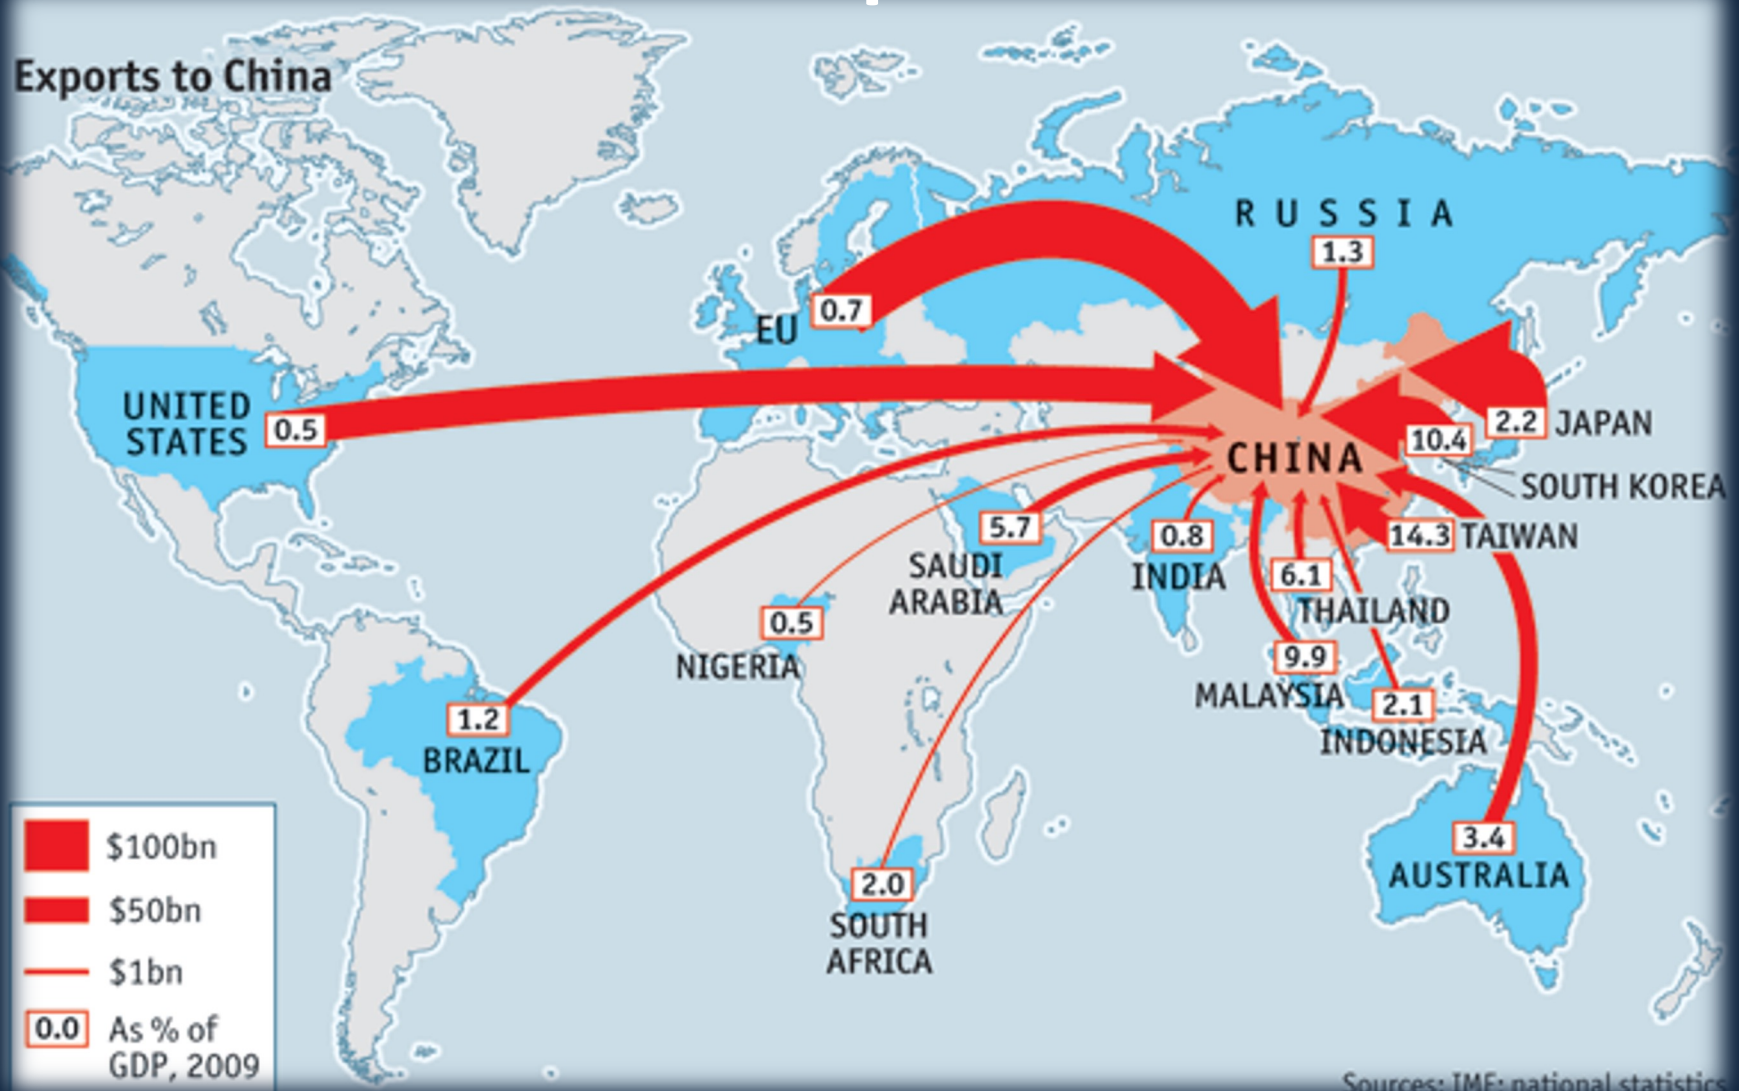 Exports to China
RUSSIA
1.3
0.7
EU
UNITED
STATES
0.5
2.2 JAPAN
10.4
CHINA
SOUTH KOREA
5.7
0.8
14.3 TAIWAN
SAUDI
ARABIA
INDIA
6.1
THAILAND
0.5
NIGERIA
9.9
MALAYSIA
2.1
INDONESIA
1.2
BRAZIL
3.4
AUSTRALIA
2.0
SOUTH
AFRICA
$100bn
$50bn
$1bn
0.0 As % of
GDP, 2009
Sources: IMF; national statistics